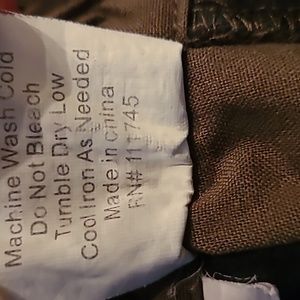 Machine Wash Cold
Do Not Bleach
Tumble Dry Low
Cool Iron As Needed
Made in china
RN# 111745